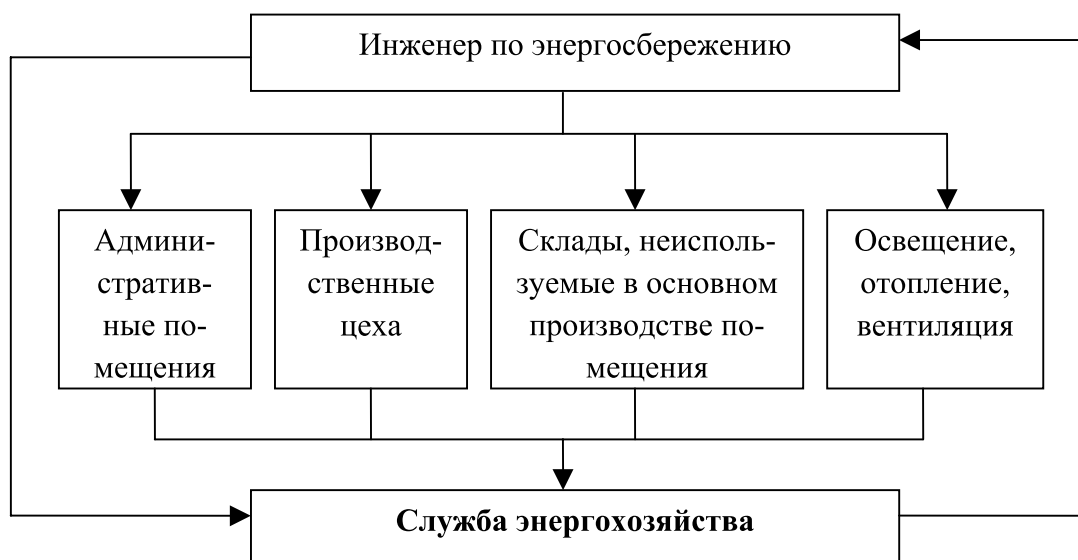 Инженер по энергосбережению
Админи-
стратив-
ные по-
мещения
Производ-
ственные
цеха
Склады, неисполь-
зуемые в основном
производстве по-
мещения
Освещение,
отопление,
вентиляция
Служба энергохозяйства